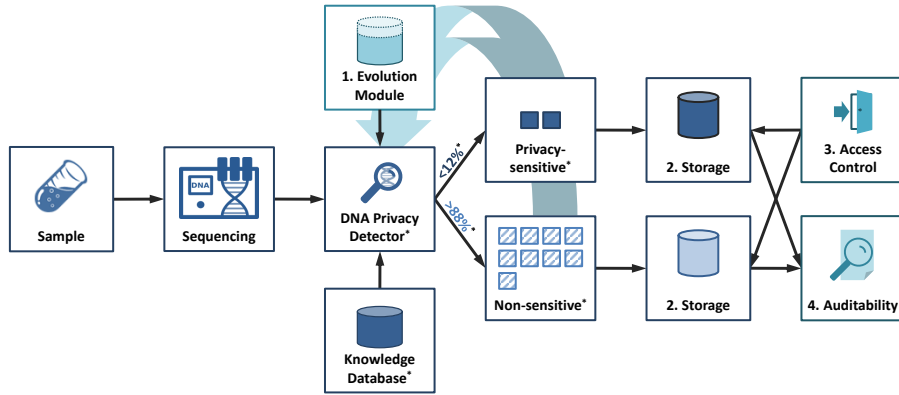 1. Evolution
Module
Sample
DNA
Sequencing
DNA Privacy
Detector*
Knowledge
Database*
<12%*
>88%*
Privacy-
sensitive*
Non-sensitive*
2. Storage
2. Storage
3. Access
Control
4. Auditability